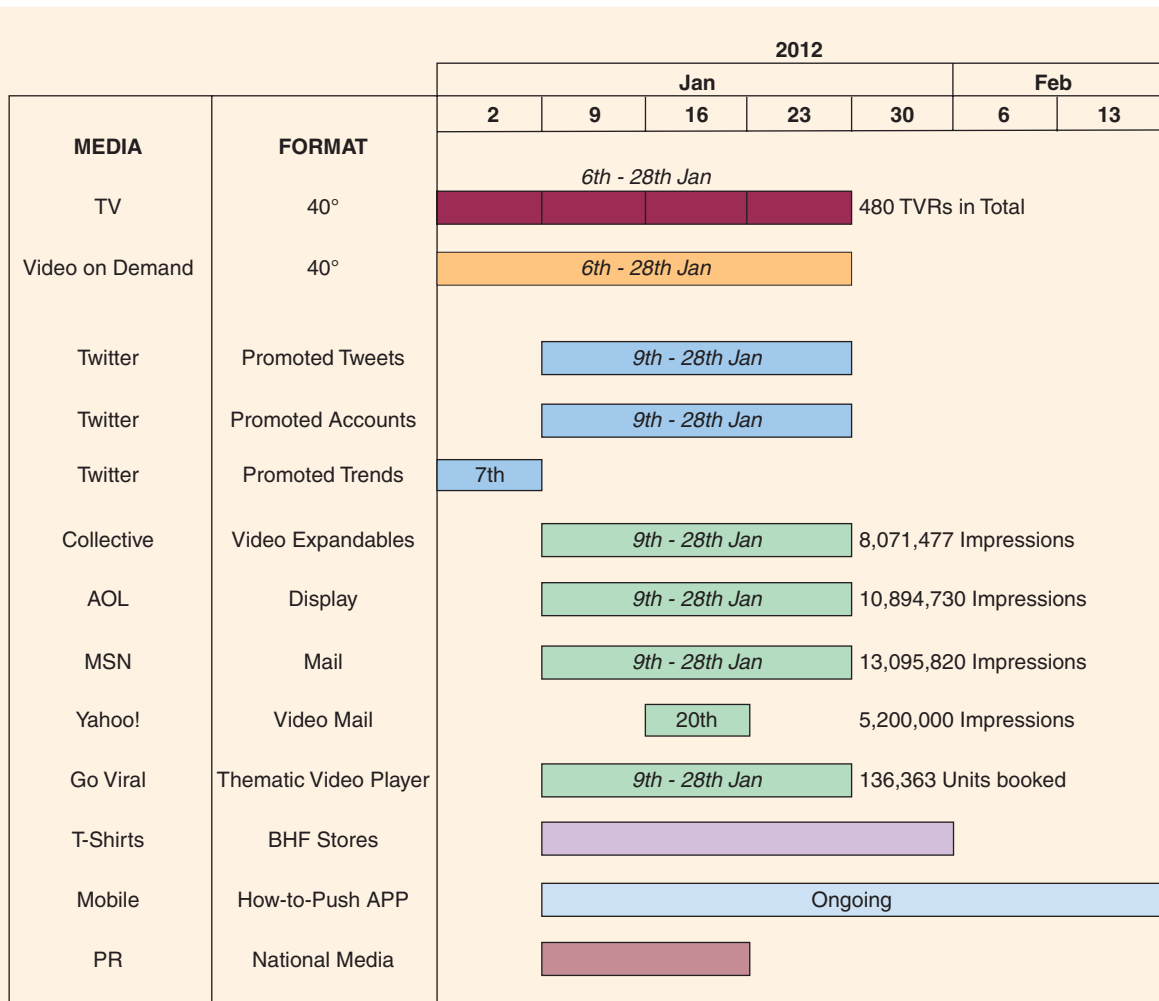 2012
Jan Feb
2 9 16 23 30 6 13
MEDIA FORMAT
6th - 28th Jan
TV 40° 480 TVRs in Total
Video on Demand 40° 6th - 28th Jan
Twitter Promoted Tweets 9th - 28th Jan
Twitter Promoted Accounts 9th - 28th Jan
Twitter Promoted Trends 7th
Collective Video Expandables 9th - 28th Jan 8,071,477 Impressions
AOL Display 9th - 28th Jan 10,894,730 Impressions
MSN Mail 9th - 28th Jan 13,095,820 Impressions
Yahoo! Video Mail 20th 5,200,000 Impressions
Go Viral Thematic Video Player 9th - 28th Jan 136,363 Units booked
T-Shirts BHF Stores
Mobile How-to-Push APP Ongoing
PR National Media